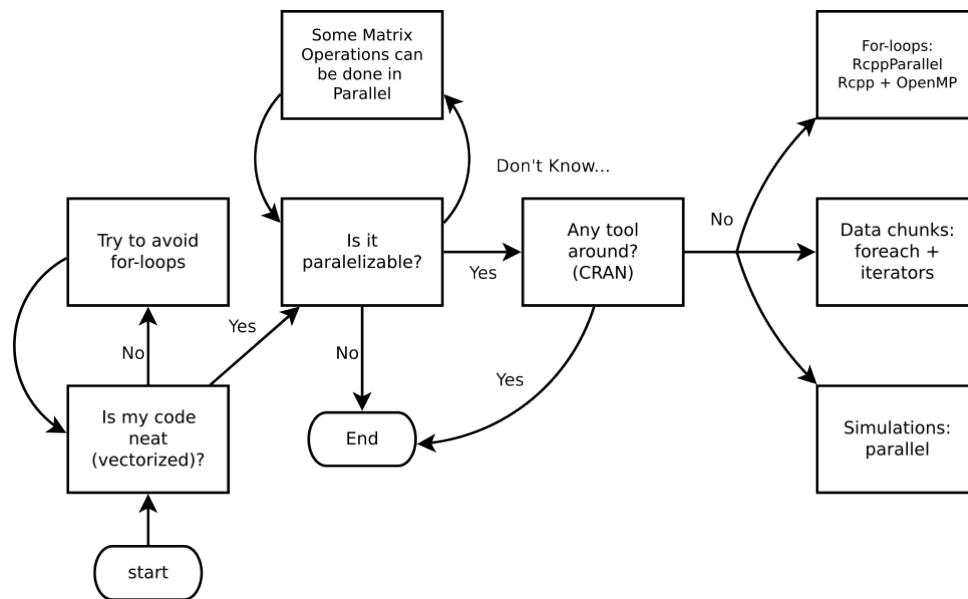 Some Matrix
Operations can
be done in
Parallel
For-loops:
RcppParallel
Rcpp + OpenMP
Don't Know...
Try to avoid
for-loops
Is it
paralelizable?
Any tool
around?
(CRAN)
No
Data chunks:
foreach +
iterators
Yes
Yes
No
No
Yes
Is my code
neat
(vectorized)?
End
Simulations:
parallel
start